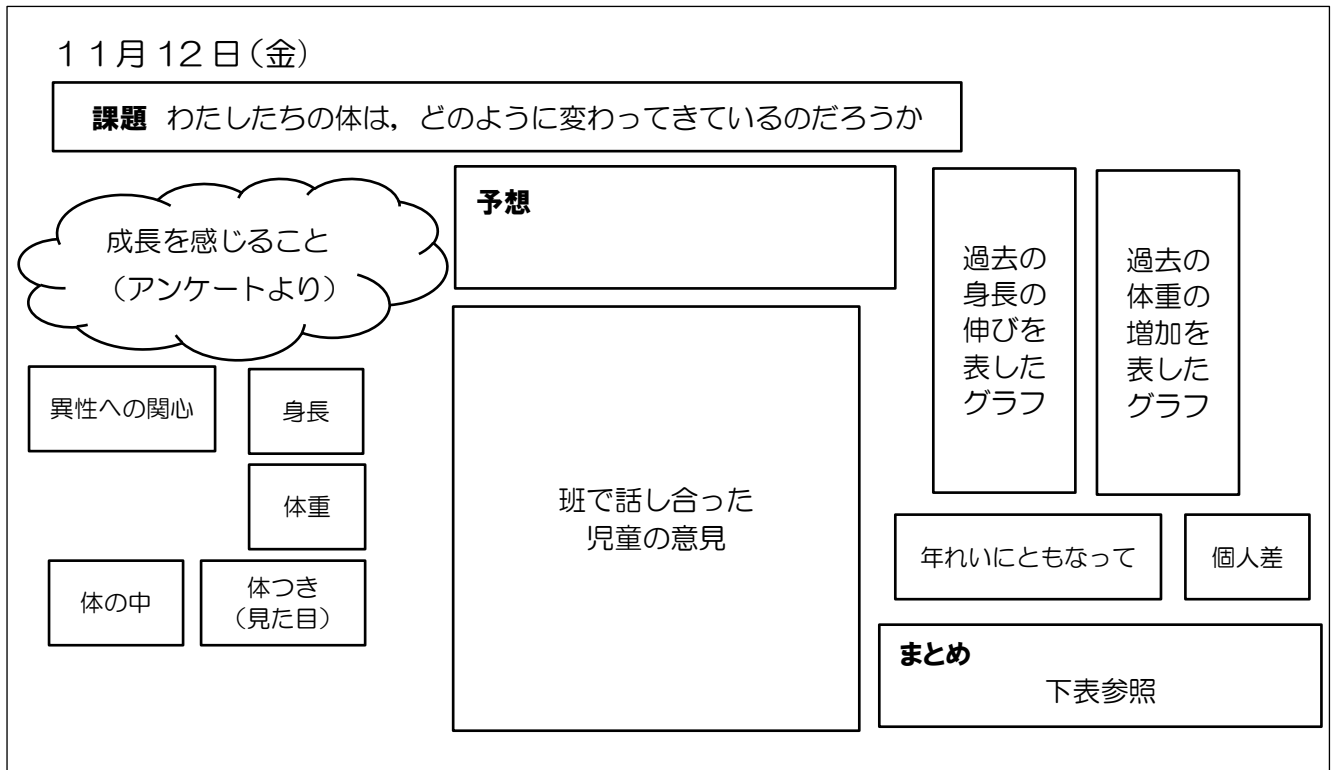 １１月12日（金）
課題 わたしたちの体は，どのように変わってきているのだろうか
成長を感じること
（アンケートより）
異性への関心
身長
体重
体の中
体つき
（見た目）
予想
班で話し合った
児童の意見
過去の
身長の
伸びを
表した
グラフ
過去の
体重の
増加を
表した
グラフ
年れいにともなって
個人差
まとめ
下表参照